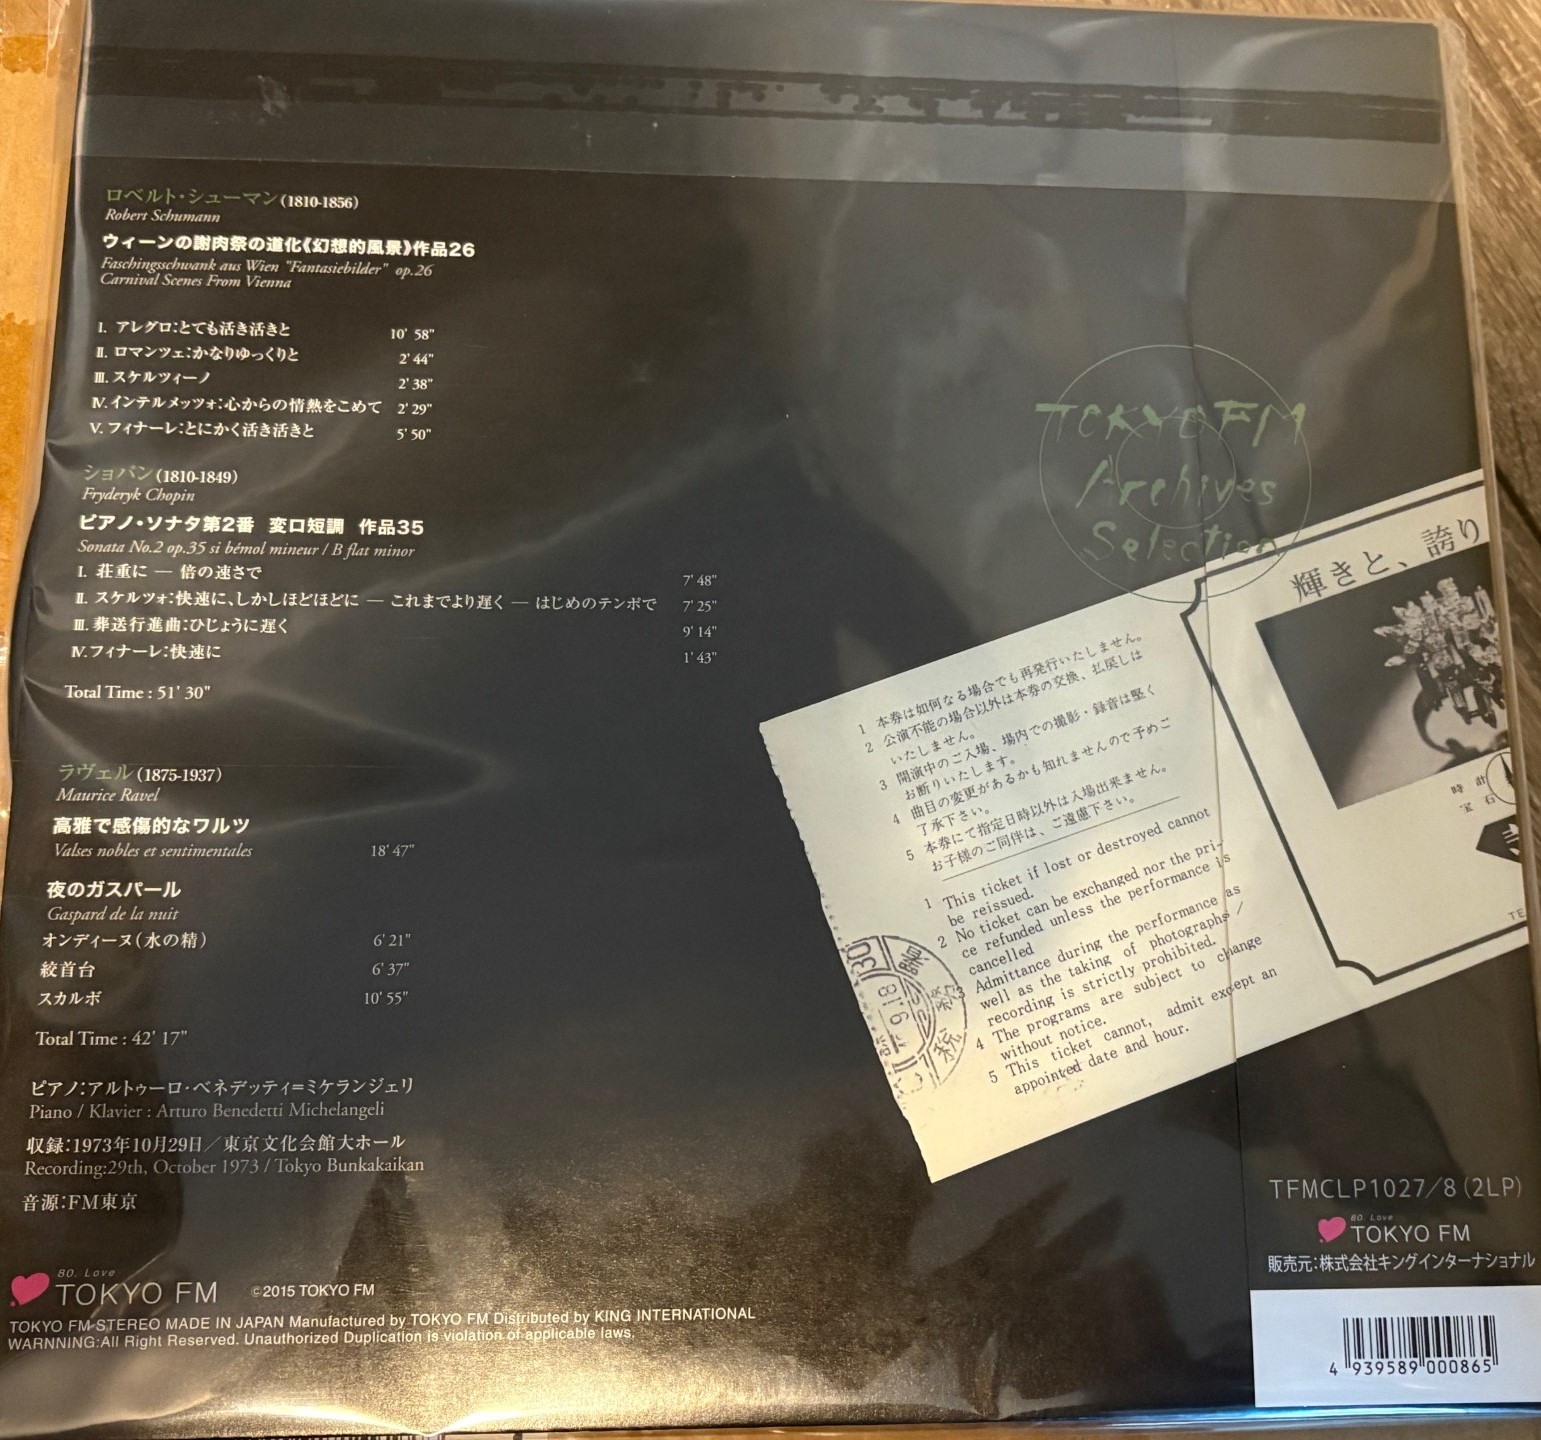 ロベルト・シューマン(1810-1856)
Robert Schumann
ウィーンの謝肉祭の道化《幻想的風景》作品26
Faschingsschwank aus Wien "Fantasiebilder" op.26
Carnival Scenes From Vienna
I. アレグロ:とても活き活きと 10' 58"
II. ロマンツェ:かなりゆっくりと 2' 44"
III. スケルツィーノ 2' 38"
IV. インテルメッツォ:心からの情熱をこめて 2' 29"
V. フィナーレ:とにかく活き活きと 5' 50"
ショパン(1810-1849)
Fryderyk Chopin
ピアノ・ソナタ第2番 変ロ短調 作品35
Sonata No.2 op.35 si bémol mineur / B flat minor
I. 荘重に — 倍の速さで 7' 48"
II. スケルツォ:快速に、しかしほどほどに — これまでより遅く — はじめのテンポで 7' 25"
III. 葬送行進曲:ひじょうに遅く 9' 14"
IV. フィナーレ:快速に 1' 43"
Total Time : 51' 30"
ラヴェル(1875-1937)
Maurice Ravel
高雅で感傷的なワルツ
Valses nobles et sentimentales 18' 47"
夜のガスパール
Gaspard de la nuit
オンディーヌ(水の精) 6' 21"
絞首台 6' 37"
スカルボ 10' 55"
Total Time : 42' 17"
ピアノ:アルトゥーロ・ベネデッティ=ミケランジェリ
Piano / Klavier : Arturo Benedetti Michelangeli
収録:1973年10月29日／東京文化会館大ホール
Recording:29th, October 1973 / Tokyo Bunkakaikan
音源:FM東京
80. Love
TOKYO FM ©2015 TOKYO FM
TOKYO FM STEREO MADE IN JAPAN Manufactured by TOKYO FM Distributed by KING INTERNATIONAL
WARNNING:All Right Reserved. Unauthorized Duplication is violation of applicable laws.
TOKYO FM
Archives
Selection
輝きと、誇り
時計
宝石
TE
1 本券は如何なる場合でも再発行いたしません。
2 公演不能の場合以外は本券の交換、払戻しは
いたしません。
3 開演中のご入場、場内での撮影・録音は堅く
お断りいたします。
4 曲目の変更があるかも知れませんので予めご
了承下さい。
5 本券にて指定日時以外は入場出来ません。
お子様のご同伴は、ご遠慮下さい。
1 This ticket if lost or destroyed cannot
be reissued.
2 No ticket can be exchanged nor the pri-
ce refunded unless the performance is
cancelled
3 Admittance during the performance as
well as the taking of photographs /
recording is strictly prohibited.
4 The programs are subject to change
without notice.
5 This ticket cannot, admit except an
appointed date and hour.
TFMCLP1027／8 (2LP)
80. Love
TOKYO FM
販売元:株式会社キングインターナショナル
4 939589 000865